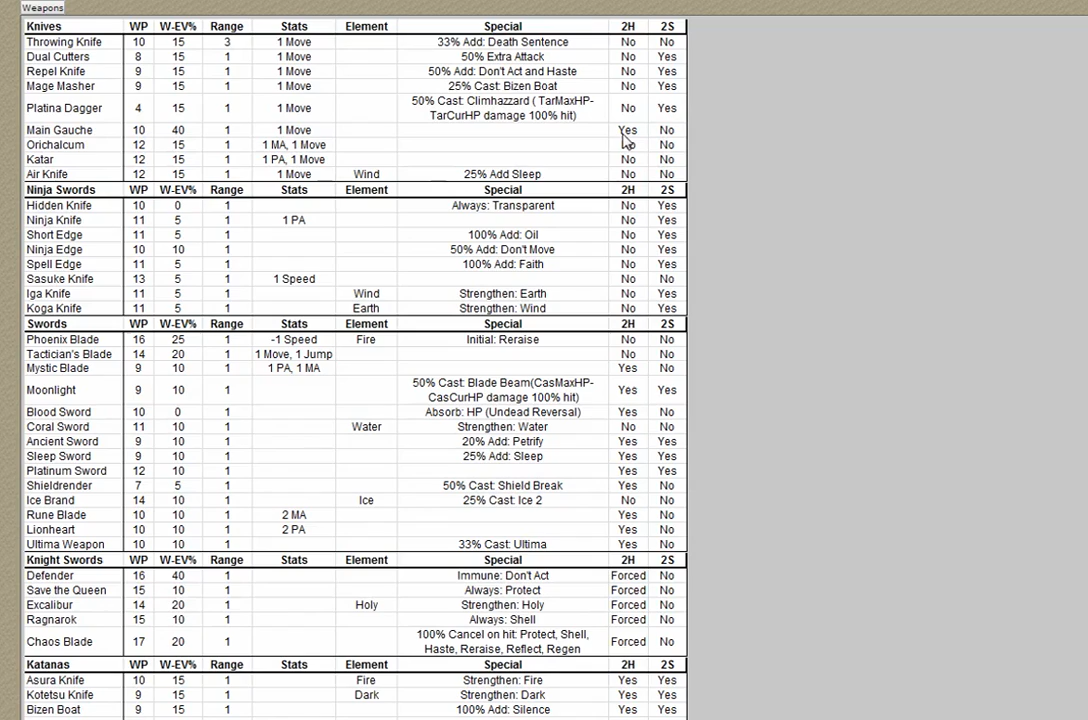 Weapons
Knives WP W-EV% Range Stats Element Special 2H 2S
Throwing Knife 10 15 3 1 Move 33% Add: Death Sentence No No
Dual Cutters 8 15 1 1 Move 50% Extra Attack No Yes
Repel Knife 9 15 1 1 Move 50% Add: Don't Act and Haste No Yes
Mage Masher 9 15 1 1 Move 25% Cast: Bizen Boat No Yes
Platina Dagger 4 15 1 1 Move 50% Cast: Climhazzard ( TarMaxHP-
TarCurHP damage 100% hit) No Yes
Main Gauche 10 40 1 1 Move Yes No
Orichalcum 12 15 1 1 MA, 1 Move No No
Katar 12 15 1 1 PA, 1 Move No No
Air Knife 12 15 1 1 Move Wind 25% Add Sleep No No
Ninja Swords WP W-EV% Range Stats Element Special 2H 2S
Hidden Knife 10 0 1 Always: Transparent No Yes
Ninja Knife 11 5 1 1 PA No Yes
Short Edge 11 5 1 100% Add: Oil No Yes
Ninja Edge 10 10 1 50% Add: Don't Move No Yes
Spell Edge 11 5 1 100% Add: Faith No Yes
Sasuke Knife 13 5 1 1 Speed No No
Iga Knife 11 5 1 Wind Strengthen: Earth No Yes
Koga Knife 11 5 1 Earth Strengthen: Wind No Yes
Swords WP W-EV% Range Stats Element Special 2H 2S
Phoenix Blade 16 25 1 -1 Speed Fire Initial: Reraise No No
Tactician's Blade 14 20 1 1 Move, 1 Jump No No
Mystic Blade 9 10 1 1 PA, 1 MA Yes No
Moonlight 9 10 1 50% Cast: Blade Beam(CasMaxHP-
CasCurHP damage 100% hit) Yes Yes
Blood Sword 10 0 1 Absorb: HP (Undead Reversal) Yes No
Coral Sword 11 10 1 Water Strengthen: Water No No
Ancient Sword 9 10 1 20% Add: Petrify Yes Yes
Sleep Sword 9 10 1 25% Add: Sleep Yes Yes
Platinum Sword 12 10 1 Yes Yes
Shieldrender 7 5 1 50% Cast: Shield Break Yes Yes
Ice Brand 14 10 1 Ice 25% Cast: Ice 2 No No
Rune Blade 10 10 1 2 MA Yes No
Lionheart 10 10 1 2 PA Yes No
Ultima Weapon 10 10 1 33% Cast: Ultima Yes No
Knight Swords WP W-EV% Range Stats Element Special 2H 2S
Defender 16 40 1 Immune: Don't Act Forced No
Save the Queen 15 10 1 Always: Protect Forced No
Excalibur 14 20 1 Holy Strengthen: Holy Forced No
Ragnarok 15 10 1 Always: Shell Forced No
Chaos Blade 17 20 1 100% Cancel on hit: Protect, Shell,
Haste, Reraise, Reflect, Regen Forced No
Katanas WP W-EV% Range Stats Element Special 2H 2S
Asura Knife 10 15 1 Fire Strengthen: Fire Yes Yes
Kotetsu Knife 9 15 1 Dark Strengthen: Dark Yes Yes
Bizen Boat 9 15 1 100% Add: Silence Yes Yes